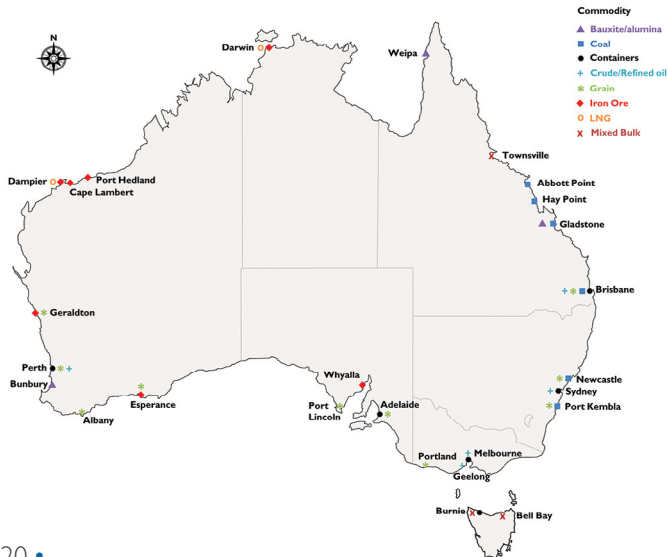 Commodity
Bauxite/alumina
Coal
Containers
Crude/Refined oil
Grain
Iron Ore
LNG
Mixed Bulk
N
Darwin
Weipa
Townsville
Abbott Point
Hay Point
Gladstone
Brisbane
Dampier
Port Hedland
Cape Lambert
Geraldton
Perth
Bunbury
Albany
Esperance
Whyalla
Port
Lincoln
Adelaide
Newcastle
Sydney
Port Kembla
Portland
Melbourne
Geelong
Burnie
Bell Bay
20